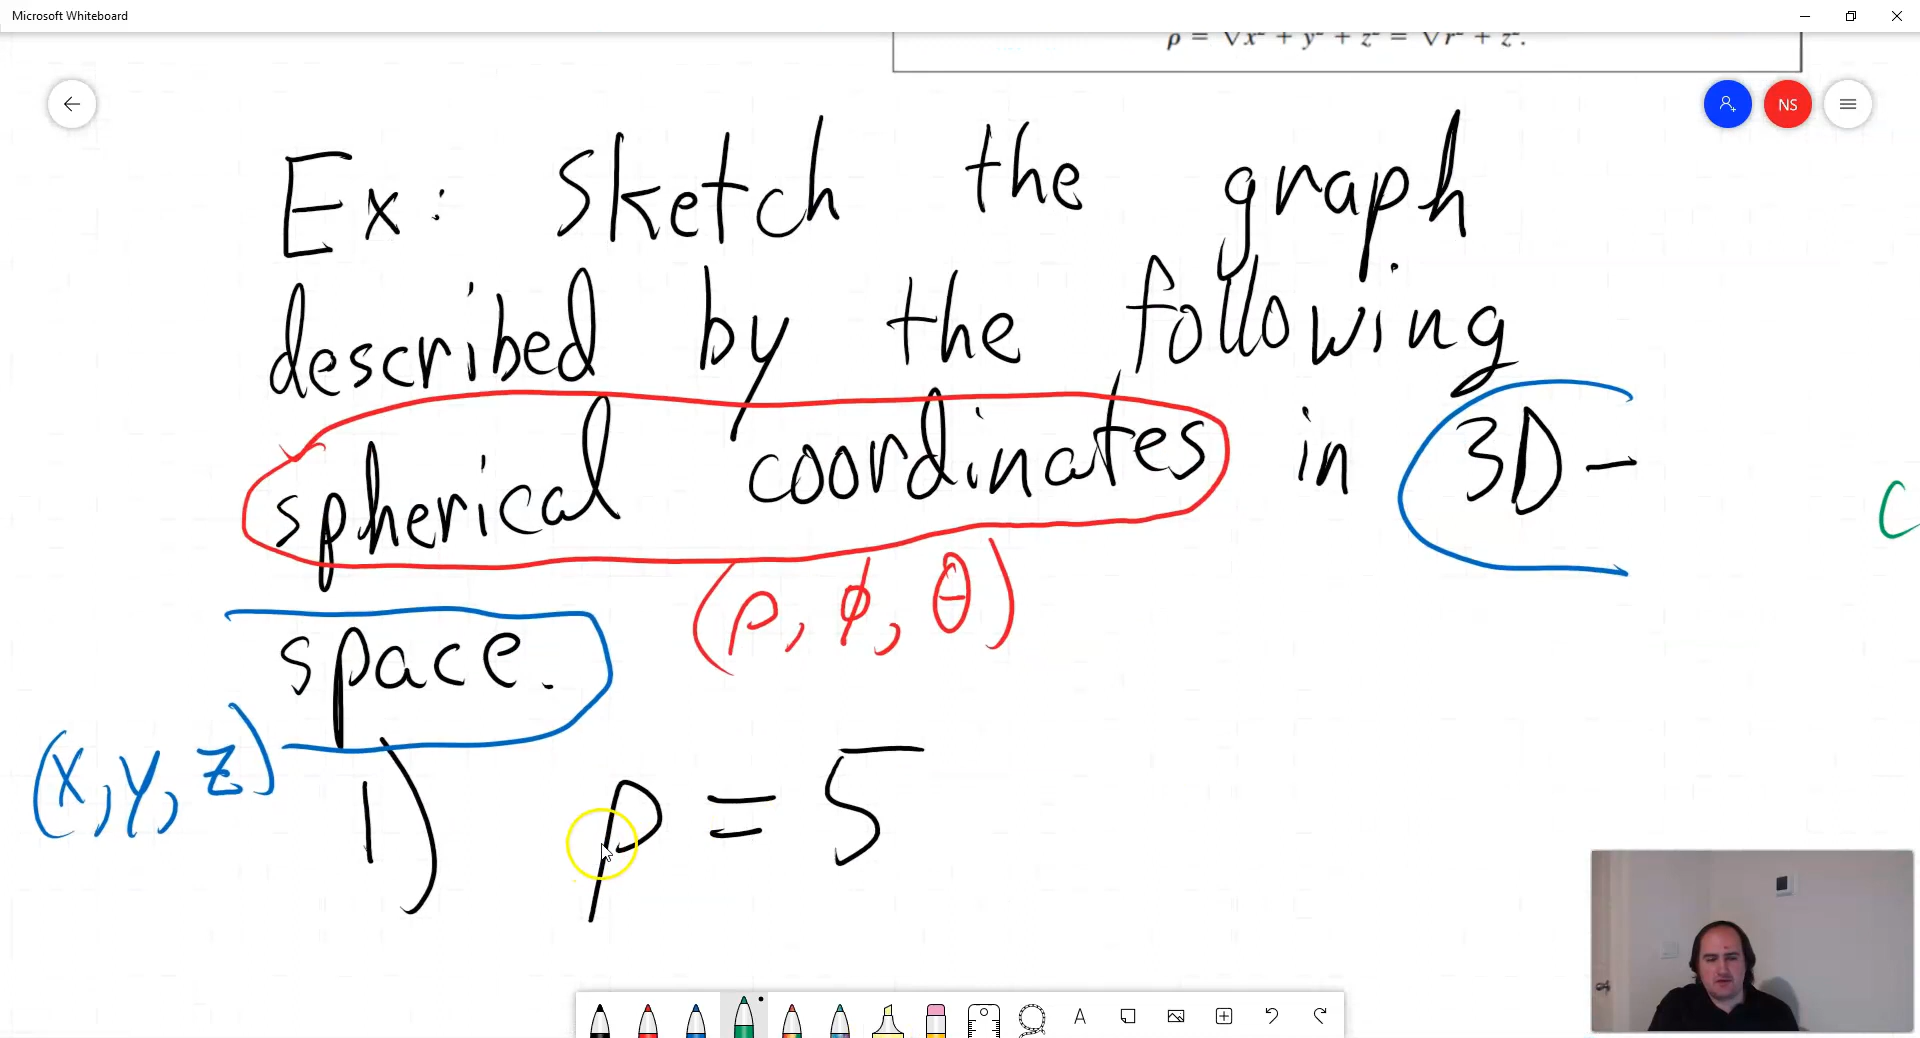 Microsoft Whiteboard
ρ = √x² + y² + z² = √r² + z².
NS
Ex: Sketch the graph
described by the following
spherical coordinates in 3D-
(ρ, ϕ, θ)
space.
(x, y, z)
1) ρ = 5
C
A